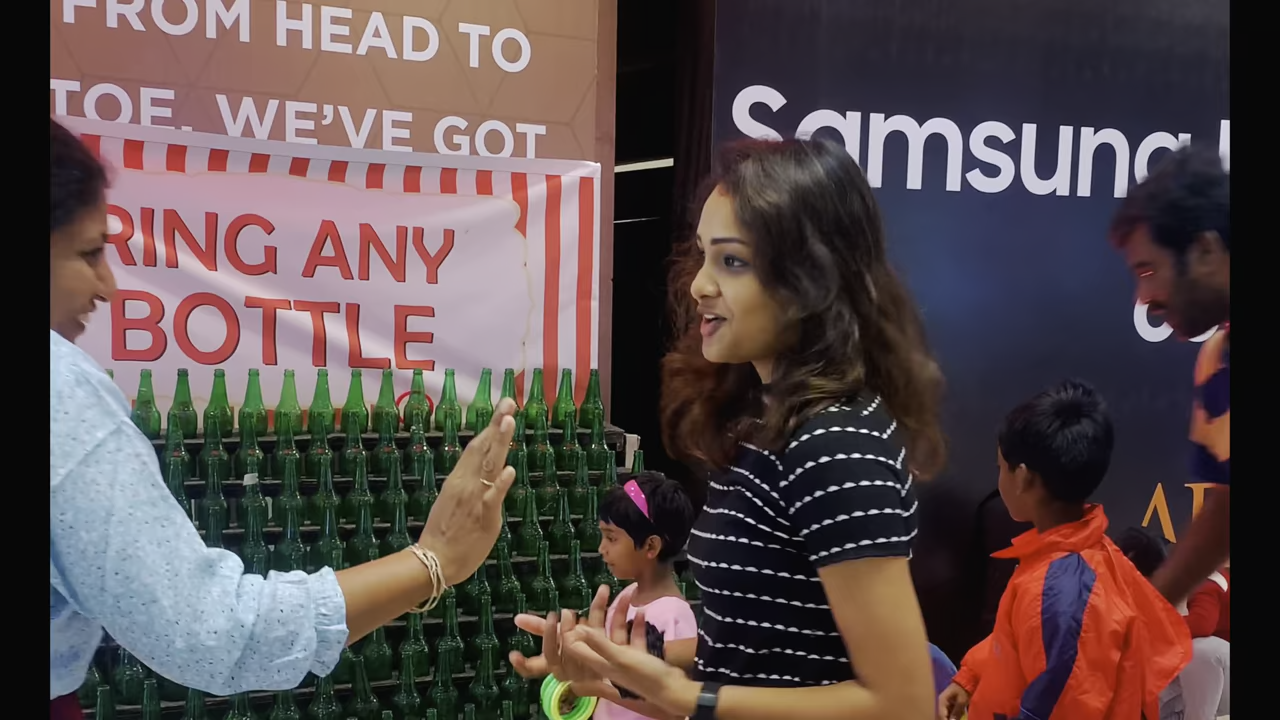 FROM HEAD TO
TOE, WE'VE GOT
RING ANY
BOTTLE
Samsung